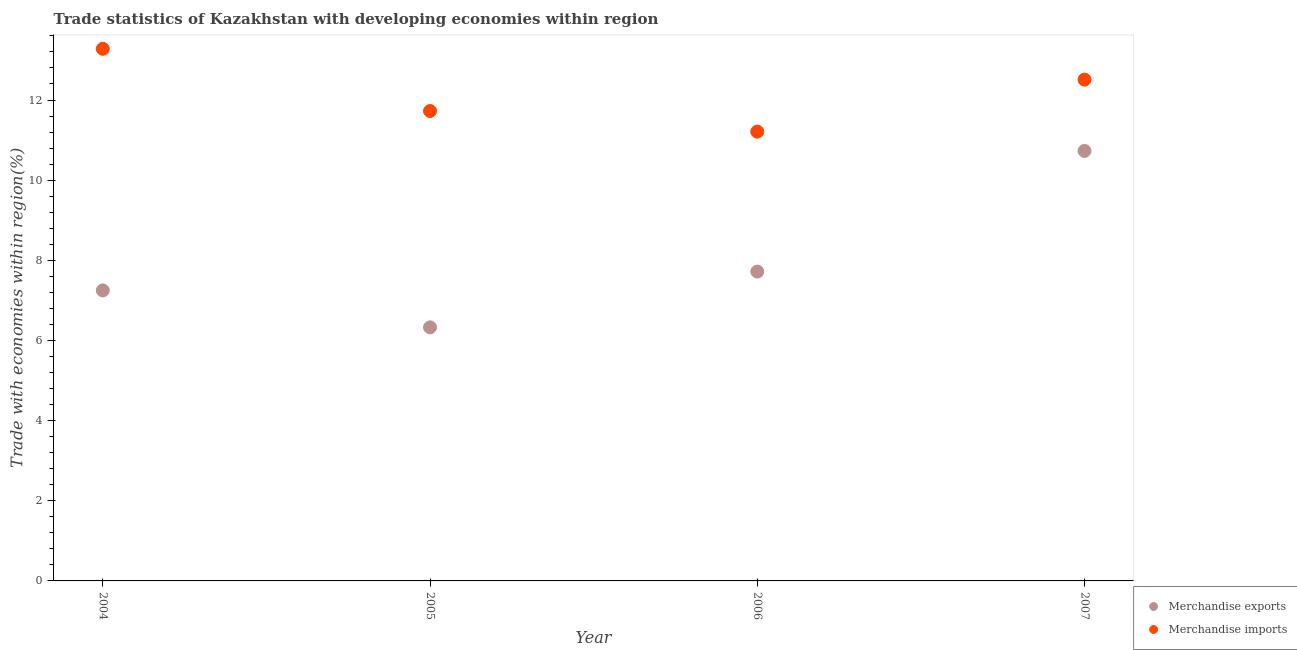 Trade statistics of Kazakhstan with developing economies within region
Trade with economies within region(%)
12
10
8
6
4
2
0
2004
2005
2006
2007
Year
Merchandise exports
Merchandise imports